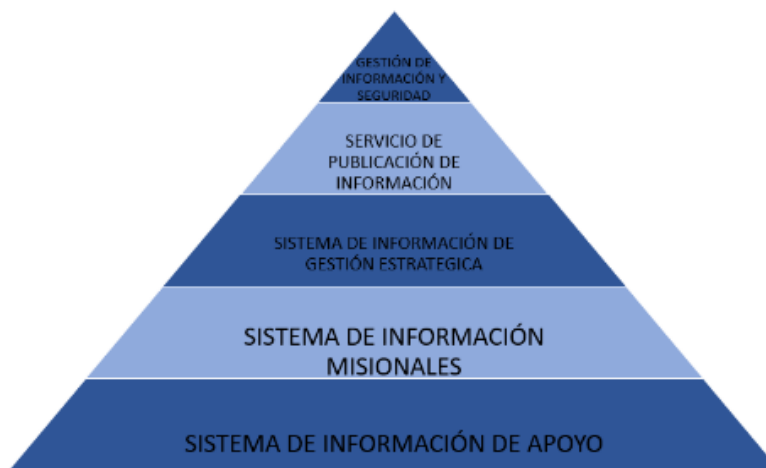 GESTIÓN DE
INFORMACIÓN Y
SEGURIDAD
SERVICIO DE
PUBLICACIÓN DE
INFORMACIÓN
SISTEMA DE INFORMACIÓN DE
GESTIÓN ESTRATEGICA
SISTEMA DE INFORMACIÓN
MISIONALES
SISTEMA DE INFORMACIÓN DE APOYO